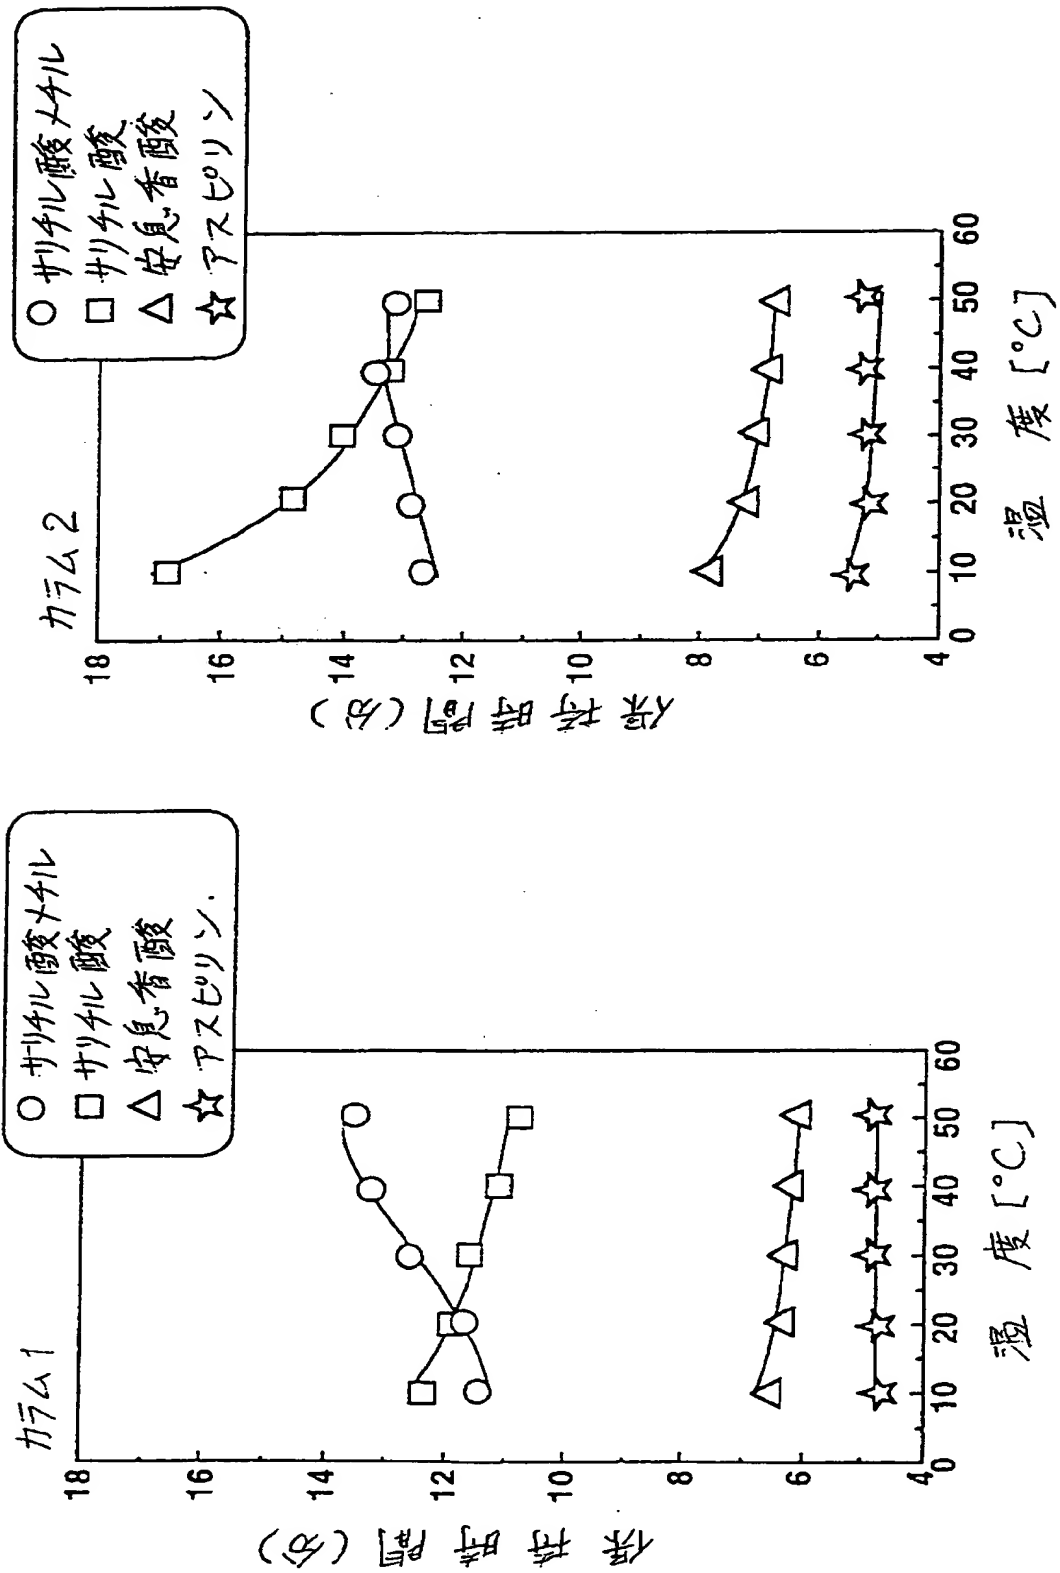 カラム1
○ サリチル酸メチル
□ サリチル酸
△ 安息香酸
☆ アスピリン.
保持時間(分)
18
16
14
12
10
8
6
4
0 10 20 30 40 50 60
温 度 [°C]
カラム2
○ サリチル酸メチル
□ サリチル酸
△ 安息香酸
☆ アスピリン
保持時間(分)
18
16
14
12
10
8
6
4
0 10 20 30 40 50 60
温 度 [°C]